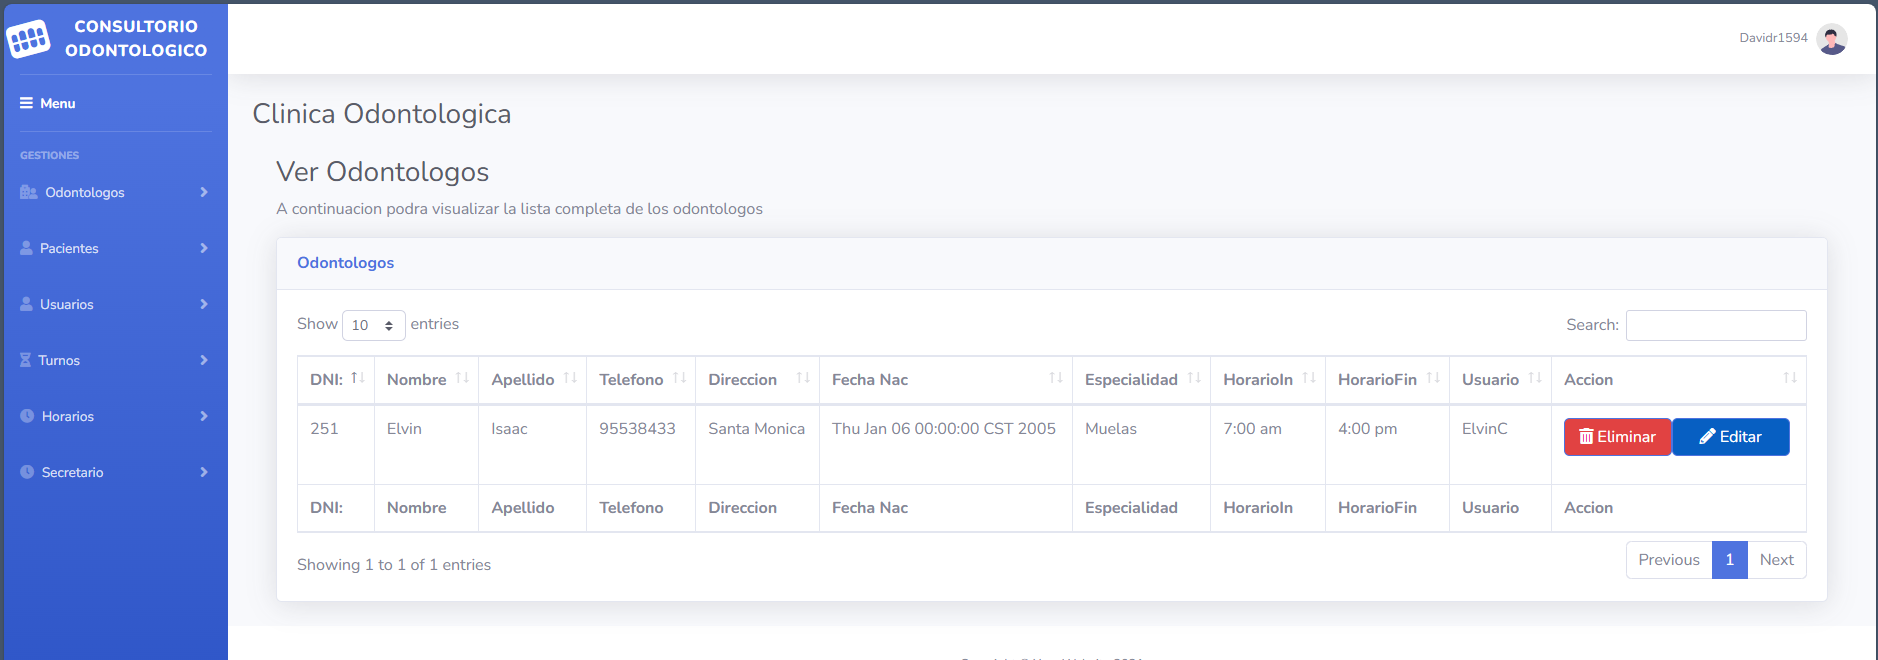 CONSULTORIO
ODONTOLOGICO
Davidr1594
Menu
GESTIONES
Odontologos
Pacientes
Usuarios
Turnos
Horarios
Secretario
Clinica Odontologica
Ver Odontologos
A continuacion podra visualizar la lista completa de los odontologos
Odontologos
Show 10 entries
Search:
DNI: Nombre Apellido Telefono Direccion Fecha Nac Especialidad HorarioIn HorarioFin Usuario Accion
251 Elvin Isaac 95538433 Santa Monica Thu Jan 06 00:00:00 CST 2005 Muelas 7:00 am 4:00 pm ElvinC Eliminar Editar
DNI: Nombre Apellido Telefono Direccion Fecha Nac Especialidad HorarioIn HorarioFin Usuario Accion
Showing 1 to 1 of 1 entries
Previous 1 Next